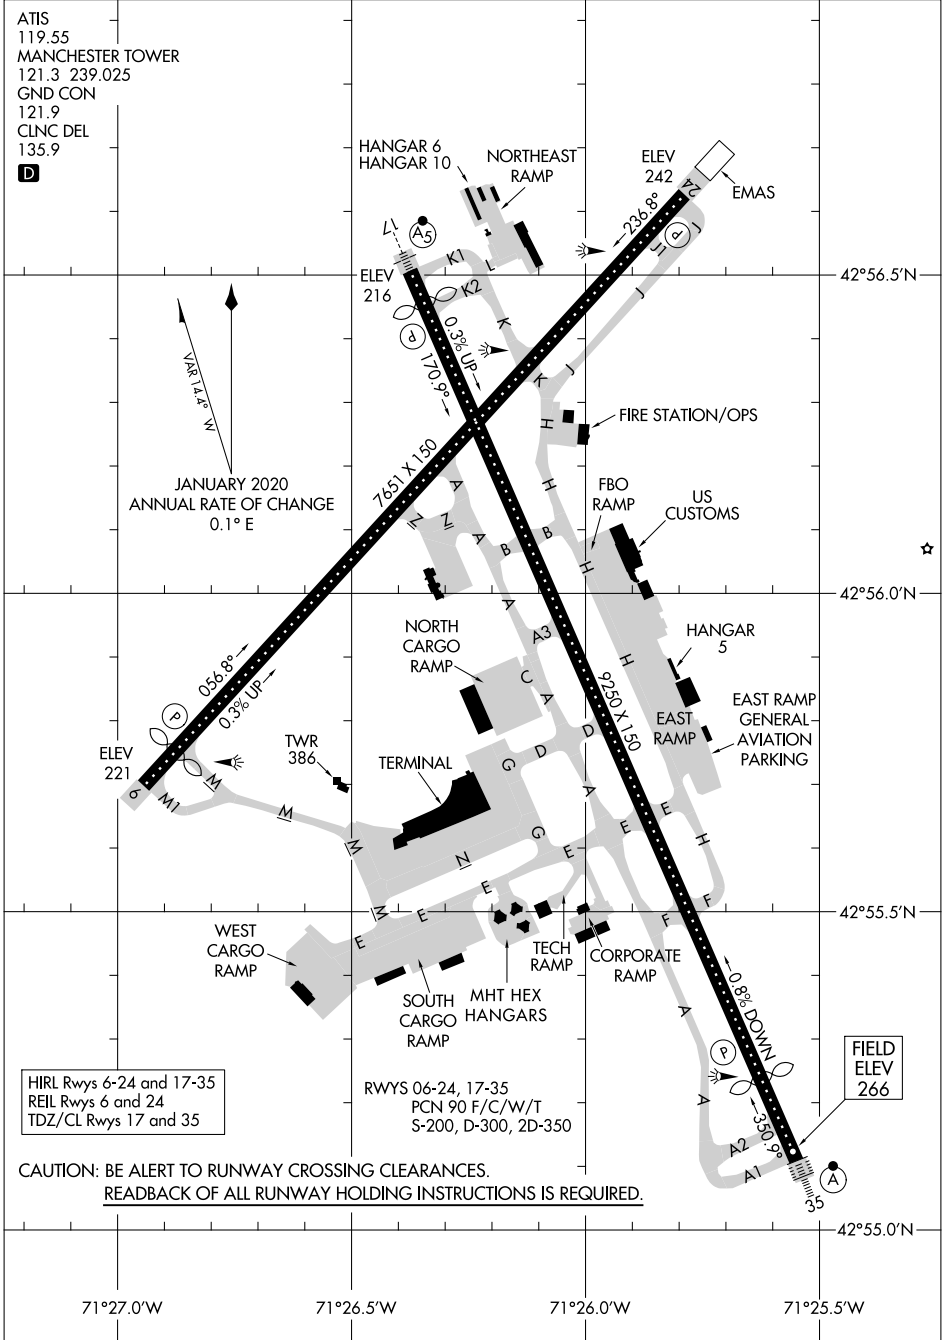 ATIS
119.55
MANCHESTER TOWER
121.3 239.025
GND CON
121.9
CLNC DEL
135.9
D
HANGAR 6
HANGAR 10
NORTHEAST
RAMP
ELEV
242
24
EMAS
17
A5
236.8°
P
J1
J
K1
L
K2
ELEV
216
42°56.5'N
J
P
K
0.3% UP
170.9°
VAR 14.4° W
K
J
H
FIRE STATION/OPS
JANUARY 2020
ANNUAL RATE OF CHANGE
0.1° E
7651 X 150
A
H
FBO
RAMP
US
CUSTOMS
Z
N
A
B
B
H
42°56.0'N
A
A3
NORTH
CARGO
RAMP
C
A
H
HANGAR
5
056.8°
0.3% UP
P
9250 X 150
EAST
RAMP
EAST RAMP
GENERAL
AVIATION
PARKING
ELEV
221
6
M1
M
TWR
386
TERMINAL
G
D
D
A
M
M
N
G
E
E
E
H
E
M
E
E
F
F
42°55.5'N
WEST
CARGO
RAMP
SOUTH
CARGO
RAMP
MHT HEX
HANGARS
TECH
RAMP
CORPORATE
RAMP
A
0.8% DOWN
P
FIELD
ELEV
266
HIRL Rwys 6-24 and 17-35
REIL Rwys 6 and 24
TDZ/CL Rwys 17 and 35
RWYS 06-24, 17-35
PCN 90 F/C/W/T
S-200, D-300, 2D-350
A
350.9°
A2
A1
A
35
CAUTION: BE ALERT TO RUNWAY CROSSING CLEARANCES.
READBACK OF ALL RUNWAY HOLDING INSTRUCTIONS IS REQUIRED.
42°55.0'N
71°27.0'W
71°26.5'W
71°26.0'W
71°25.5'W